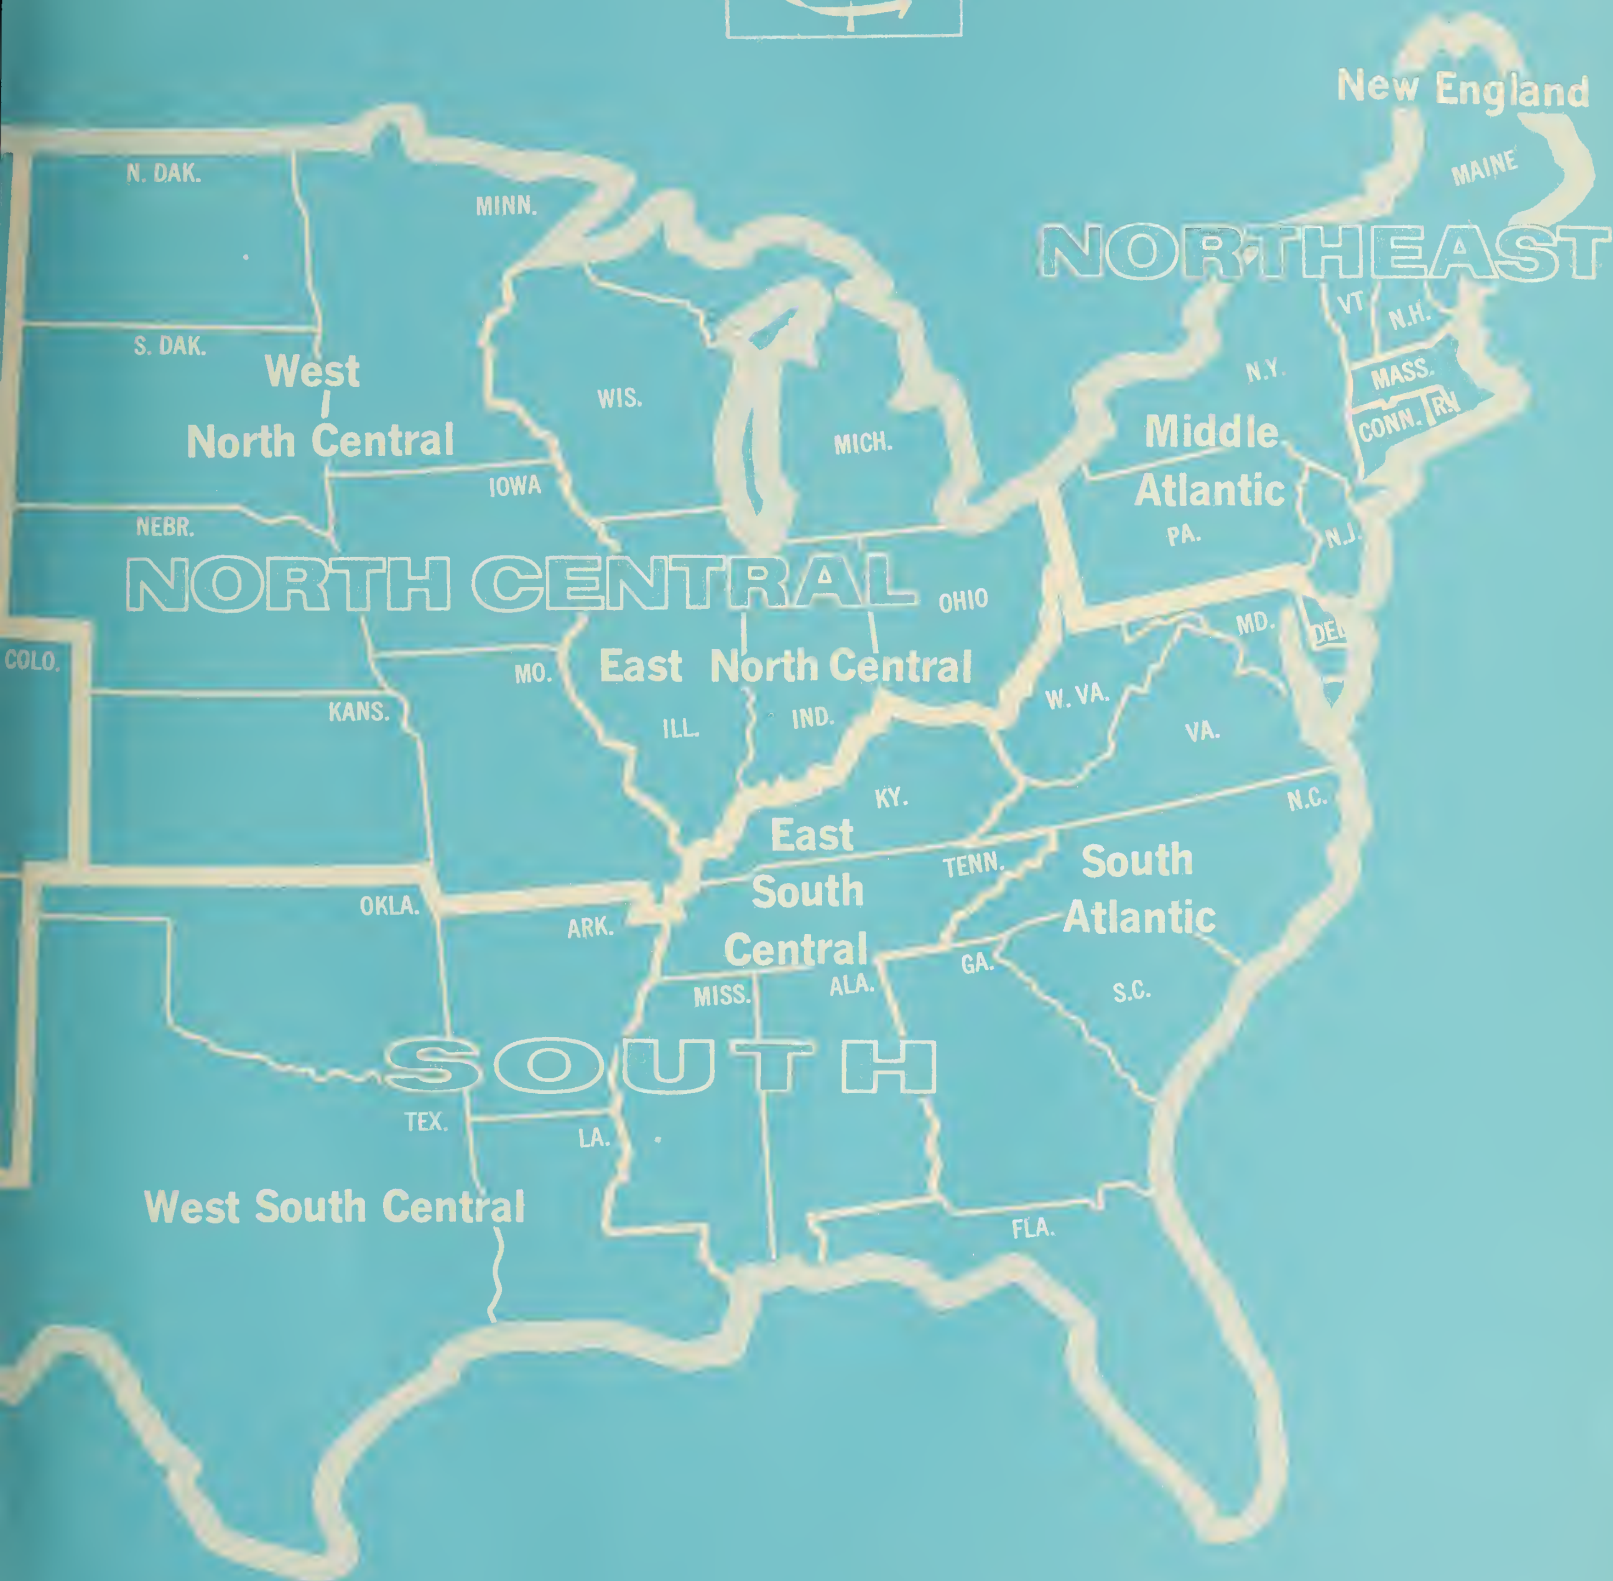 New England
MAINE
N. DAK.
MINN.
NORTHEAST
VT
N.H.
S. DAK.
West
North Central
WIS.
MICH.
N.Y.
MASS.
CONN.
R.I.
Middle
Atlantic
IOWA
NEBR.
PA.
N.J.
NORTH CENTRAL
OHIO
MD.
DEL
COLO.
MO.
East North Central
KANS.
ILL.
IND.
W. VA.
VA.
KY.
N.C.
East
South
Central
TENN.
South
Atlantic
OKLA.
ARK.
MISS.
ALA.
GA.
S.C.
SOUTH
TEX.
LA.
West South Central
FLA.